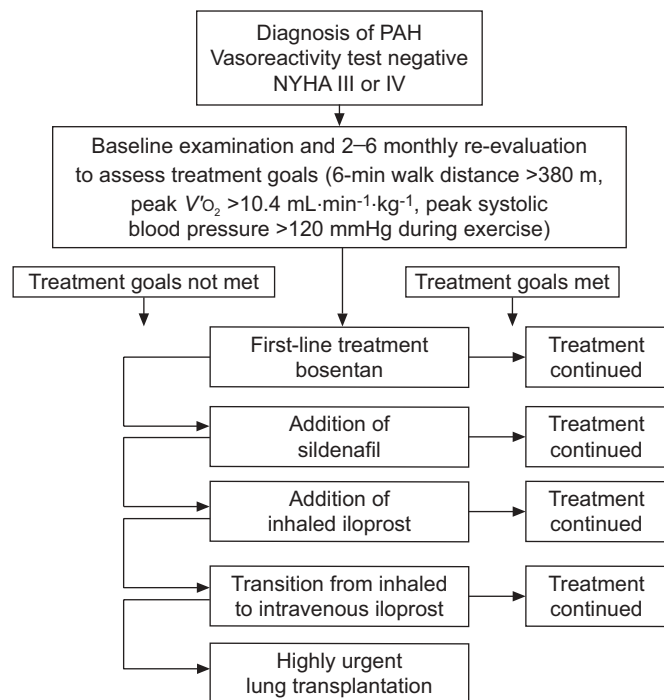 Diagnosis of PAH
Vasoreactivity test negative
NYHA III or IV
Baseline examination and 2–6 monthly re-evaluation
to assess treatment goals (6-min walk distance >380 m,
peak V′O₂ >10.4 mL·min⁻¹·kg⁻¹, peak systolic
blood pressure >120 mmHg during exercise)
Treatment goals not met
Treatment goals met
First-line treatment
bosentan
Treatment
continued
Addition of
sildenafil
Treatment
continued
Addition of
inhaled iloprost
Treatment
continued
Transition from inhaled
to intravenous iloprost
Treatment
continued
Highly urgent
lung transplantation